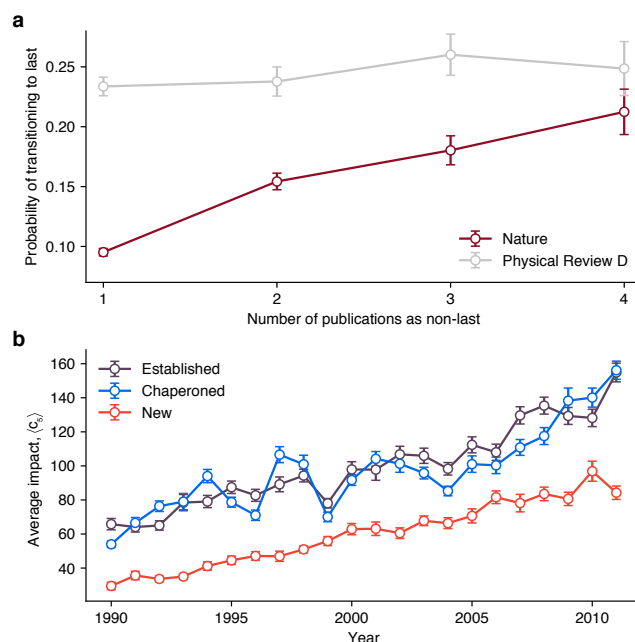 a
Probability of transitioning to last
0.25
0.20
0.15
0.10
Nature
Physical Review D
1 2 3 4
Number of publications as non-last
b
Average impact, ⟨c₅⟩
160
140
120
100
80
60
40
Established
Chaperoned
New
1990 1995 2000 2005 2010
Year